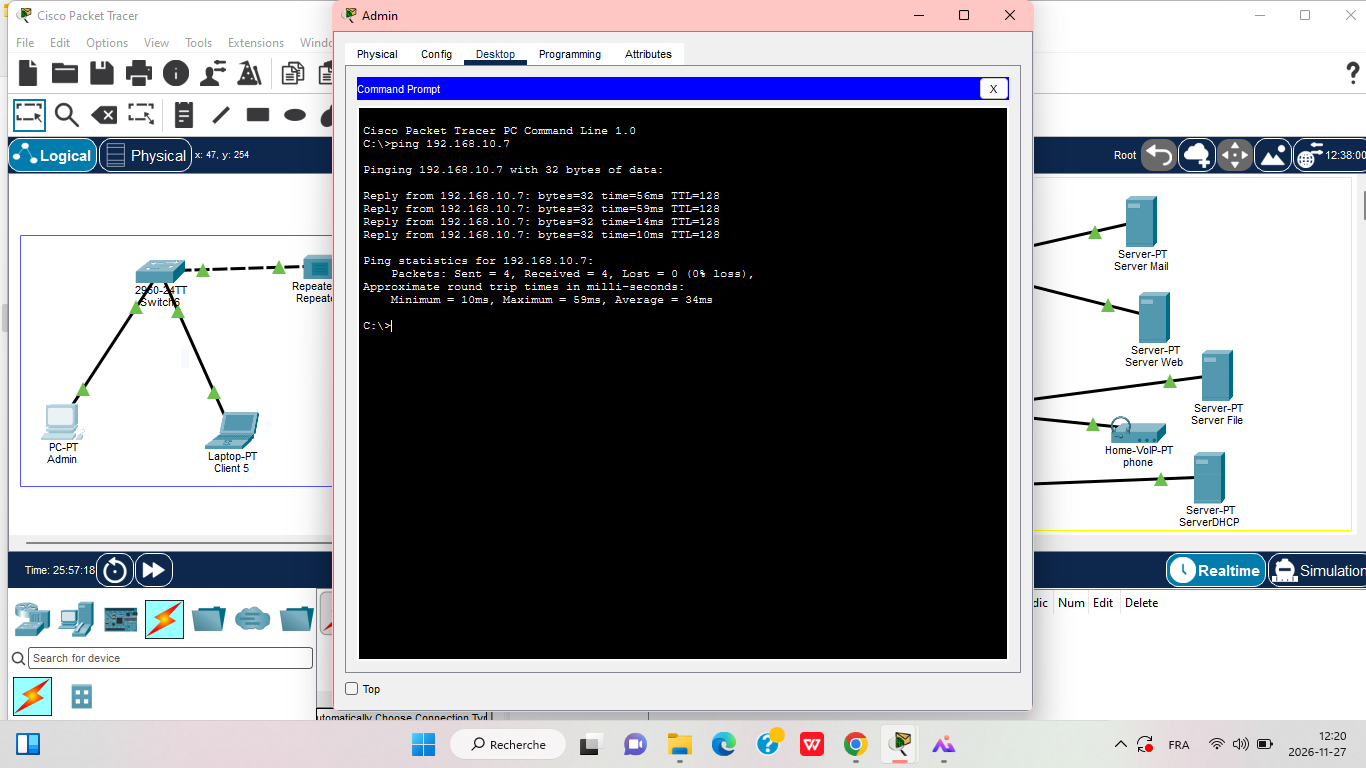 Cisco Packet Tracer
Admin
File Edit Options View Tools Extensions Windo
Physical Config Desktop Programming Attributes
Command Prompt
X
Cisco Packet Tracer PC Command Line 1.0
C:\>ping 192.168.10.7
Pinging 192.168.10.7 with 32 bytes of data:
Reply from 192.168.10.7: bytes=32 time=56ms TTL=128
Reply from 192.168.10.7: bytes=32 time=59ms TTL=128
Reply from 192.168.10.7: bytes=32 time=14ms TTL=128
Reply from 192.168.10.7: bytes=32 time=10ms TTL=128
Ping statistics for 192.168.10.7:
Packets: Sent = 4, Received = 4, Lost = 0 (0% loss),
Approximate round trip times in milli-seconds:
Minimum = 10ms, Maximum = 59ms, Average = 34ms
C:\>
Top
Logical
Physical
x: 47, y: 254
Root
12:38:00
2960-24TT
Switch6
Repeate
Repeate
PC-PT
Admin
Laptop-PT
Client 5
Server-PT
Server Mail
Server-PT
Server Web
Server-PT
Server File
Home-VoIP-PT
phone
Server-PT
ServerDHCP
Time: 25:57:18
Realtime
Simulation
dic Num Edit Delete
Search for device
utomatically Choose Connection Typ
Recherche
FRA
12:20
2026-11-27